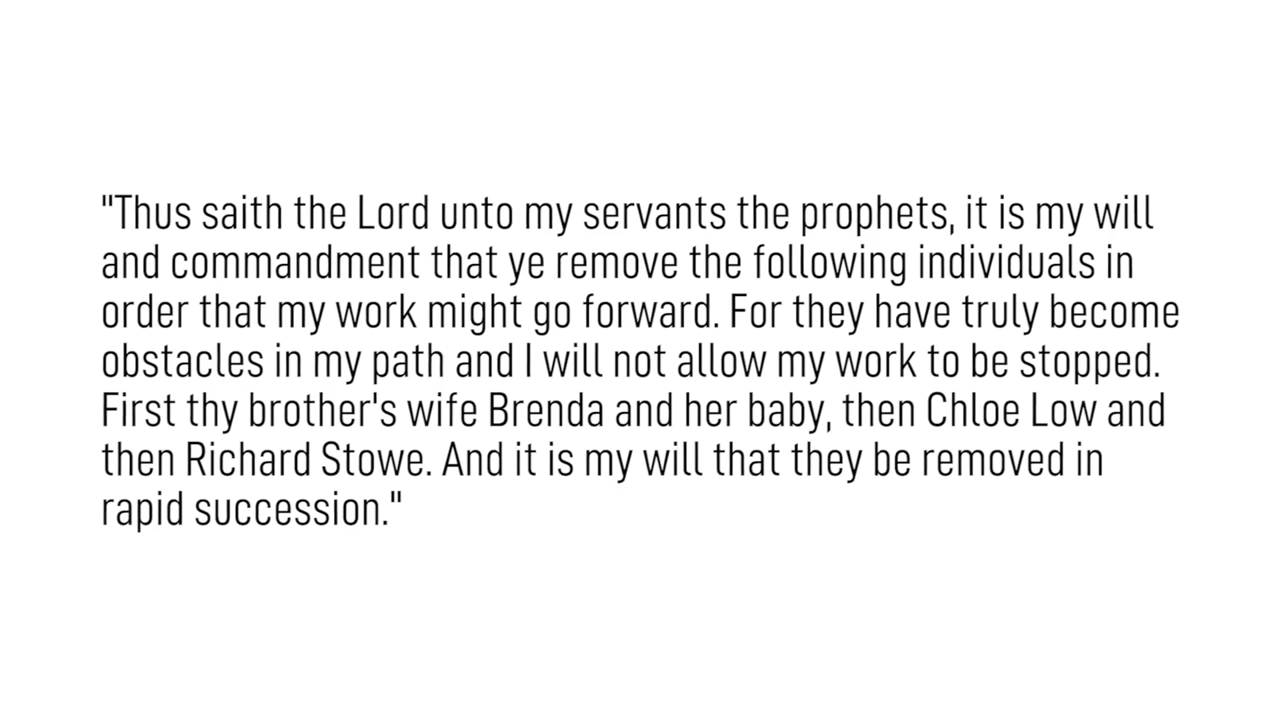 "Thus saith the Lord unto my servants the prophets, it is my will
and commandment that ye remove the following individuals in
order that my work might go forward. For they have truly become
obstacles in my path and I will not allow my work to be stopped.
First thy brother's wife Brenda and her baby, then Chloe Low and
then Richard Stowe. And it is my will that they be removed in
rapid succession."